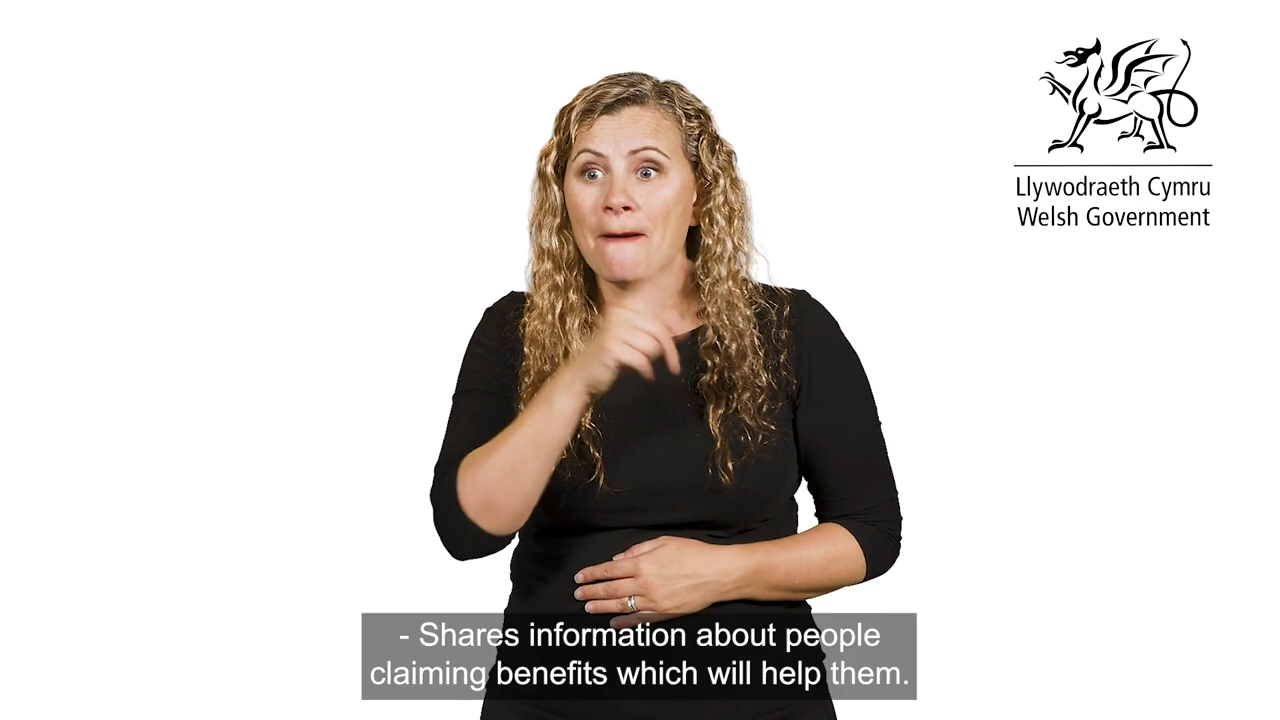 Llywodraeth Cymru
Welsh Government
- Shares information about people
claiming benefits which will help them.